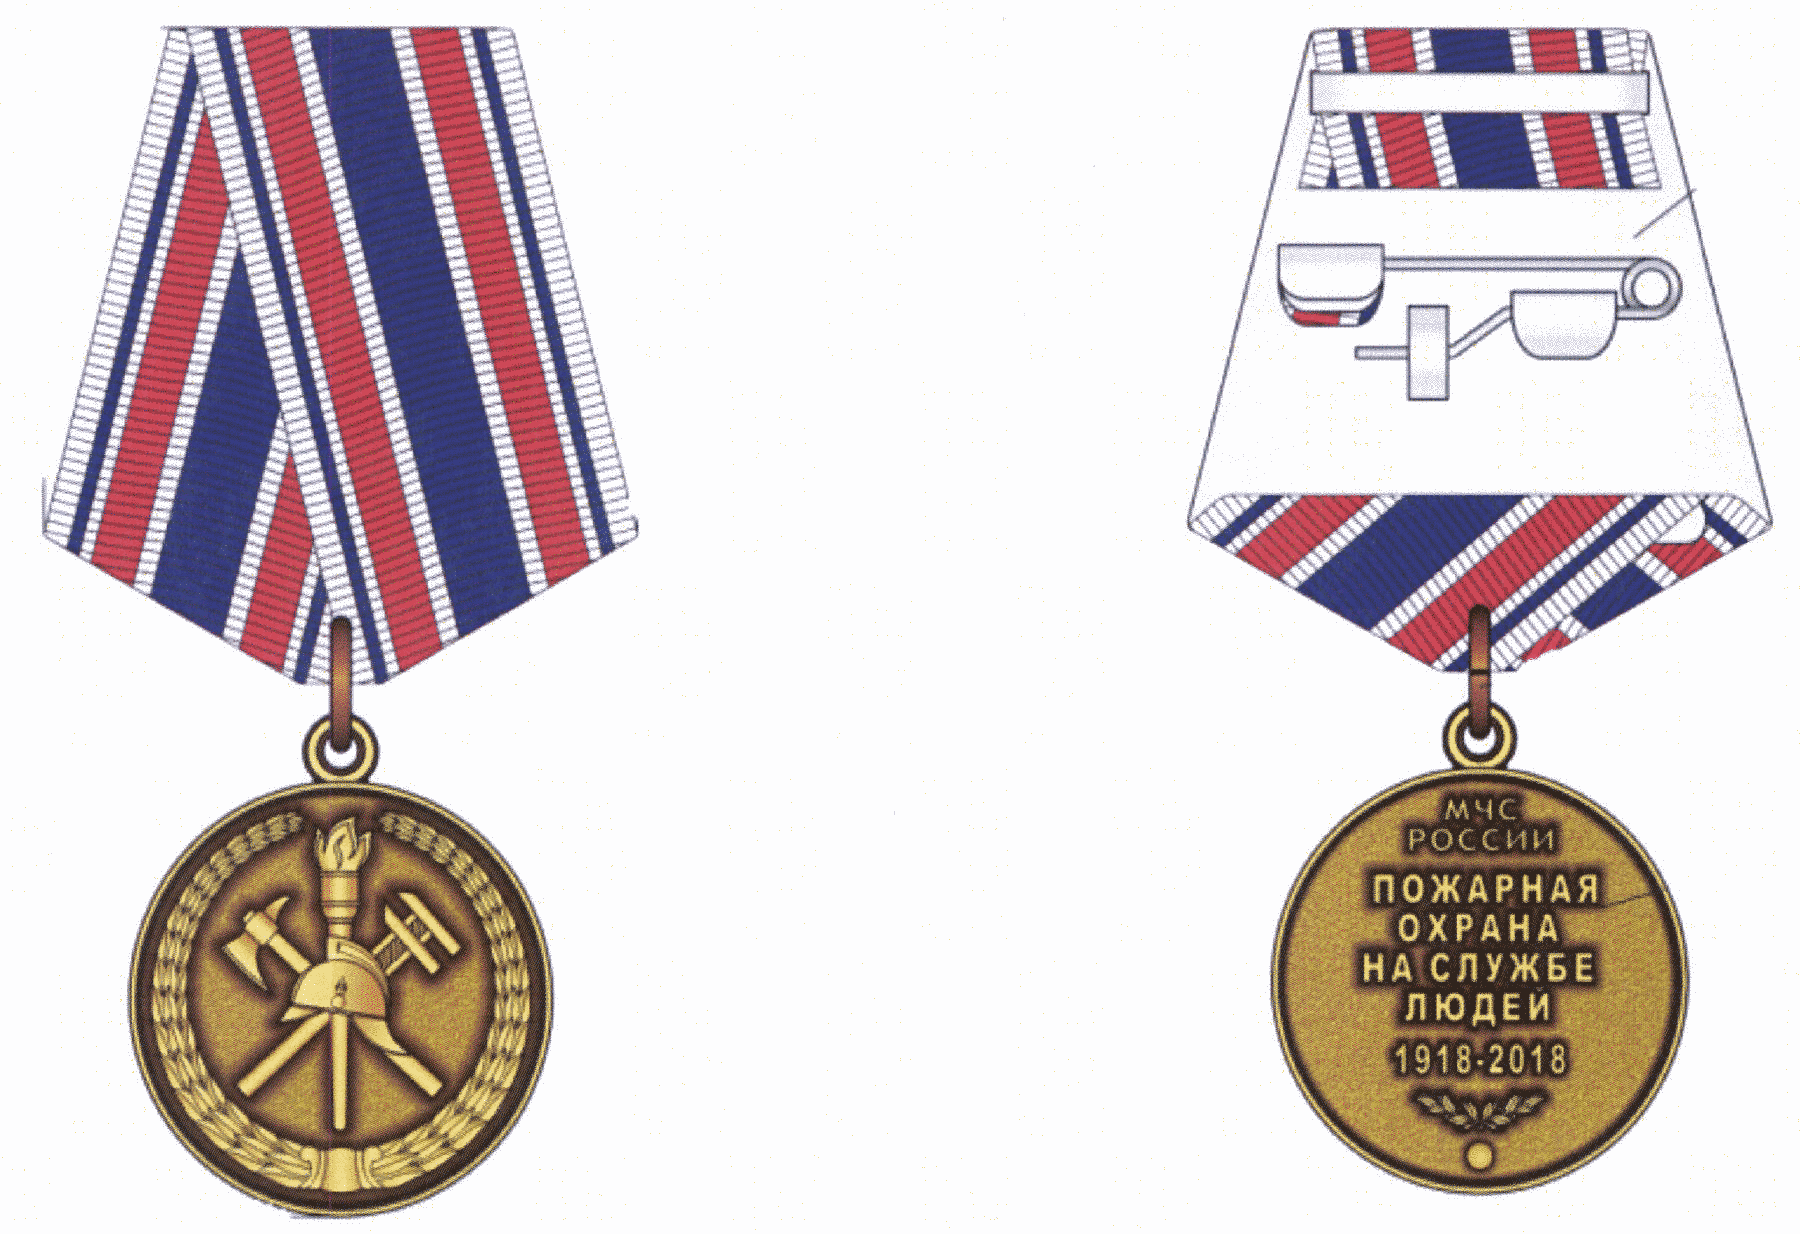 МЧС
РОССИИ
ПОЖАРНАЯ
ОХРАНА
НА СЛУЖБЕ
ЛЮДЕЙ
1918-2018